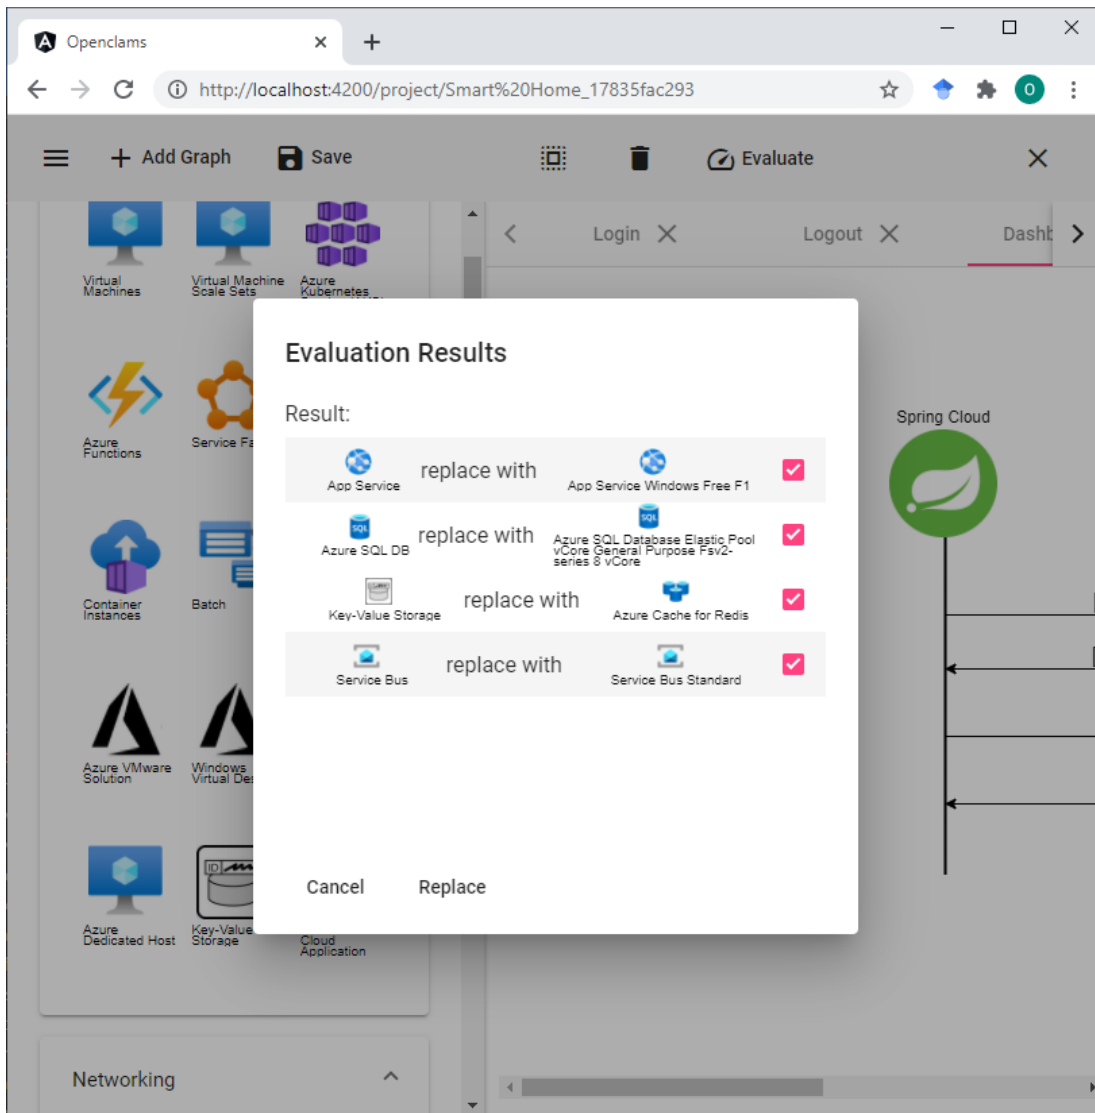 Openclams
http://localhost:4200/project/Smart%20Home_17835fac293
O
Add Graph
Save
Evaluate
Login
Logout
Virtual
Machines
Virtual Machine
Scale Sets
Azure
Kubernetes
Evaluation Results
Result:
App Service
replace with
App Service Windows Free F1
Azure SQL DB
replace with
Azure SQL Database Elastic Pool
vCore General Purpose Fsv2-
series 8 vCore
Key-Value Storage
replace with
Azure Cache for Redis
Service Bus
replace with
Service Bus Standard
Cancel
Replace
Spring Cloud
Azure
Functions
Service Fa
Container
Instances
Batch
Azure VMware
Solution
Windows
Virtual De
Azure
Dedicated Host
Key-Value
Storage
Cloud
Application
Networking